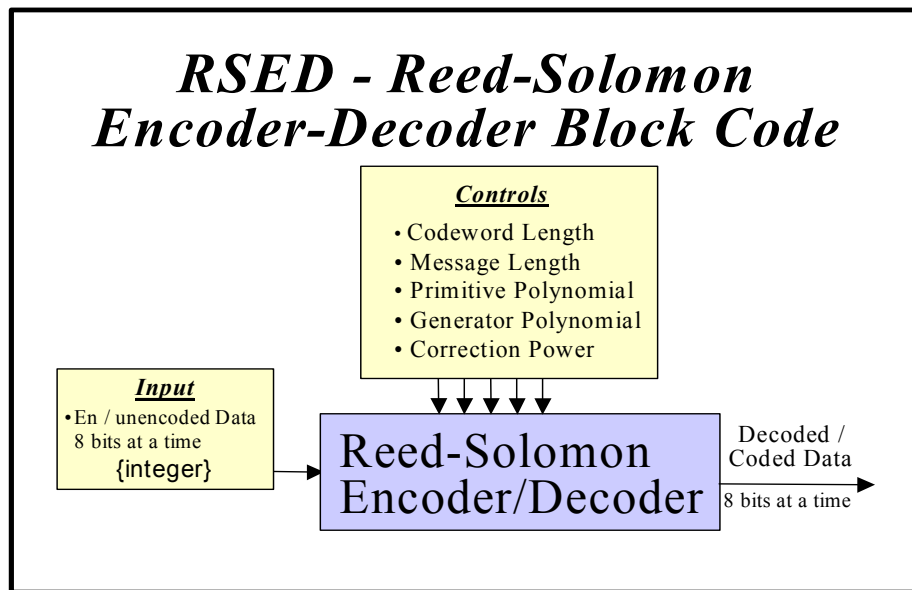 RSED - Reed-Solomon
Encoder-Decoder Block Code
Controls
• Codeword Length
• Message Length
• Primitive Polynomial
• Generator Polynomial
• Correction Power
Input
• En / unencoded Data
8 bits at a time
{integer}
Reed-Solomon
Encoder/Decoder
Decoded /
Coded Data
8 bits at a time